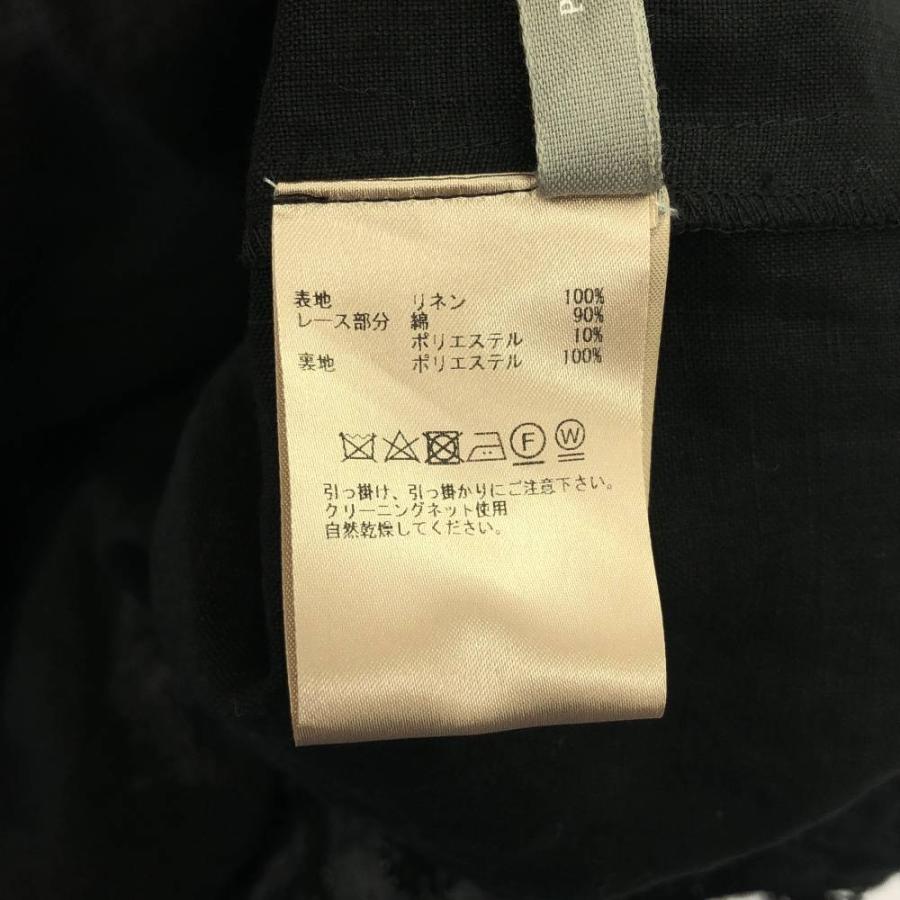 表地 リネン 100%
レース部分 綿 90%
ポリエステル 10%
裏地 ポリエステル 100%
F W
引っ掛け、引っ掛かりにご注意下さい。
クリーニングネット使用
自然乾燥してください。